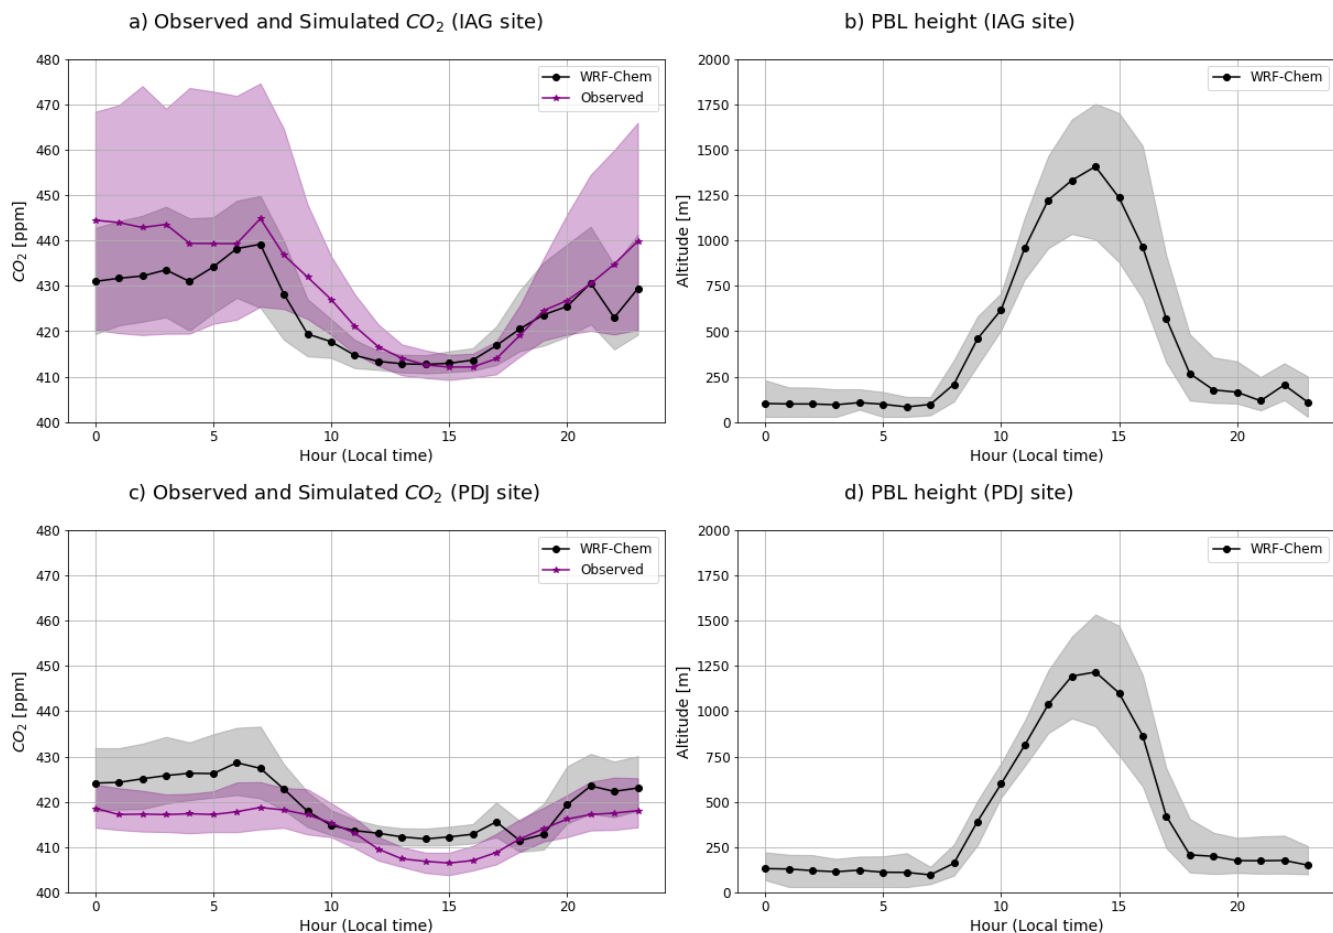 a) Observed and Simulated CO₂ (IAG site)
480
470
460
450
440
430
420
410
400
CO₂ [ppm]
WRF-Chem
Observed
0 5 10 15 20
Hour (Local time)
b) PBL height (IAG site)
2000
1750
1500
1250
1000
750
500
250
0
Altitude [m]
WRF-Chem
0 5 10 15 20
Hour (Local time)
c) Observed and Simulated CO₂ (PDJ site)
480
470
460
450
440
430
420
410
400
CO₂ [ppm]
WRF-Chem
Observed
0 5 10 15 20
Hour (Local time)
d) PBL height (PDJ site)
2000
1750
1500
1250
1000
750
500
250
0
Altitude [m]
WRF-Chem
0 5 10 15 20
Hour (Local time)